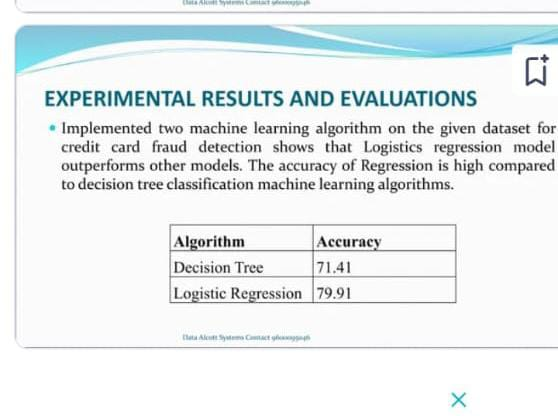 Data Alcott Systems Contact
EXPERIMENTAL RESULTS AND EVALUATIONS
• Implemented two machine learning algorithm on the given dataset for
credit card fraud detection shows that Logistics regression model
outperforms other models. The accuracy of Regression is high compared
to decision tree classification machine learning algorithms.
Algorithm Accuracy
Decision Tree 71.41
Logistic Regression 79.91
Data Alcott Systems Contact